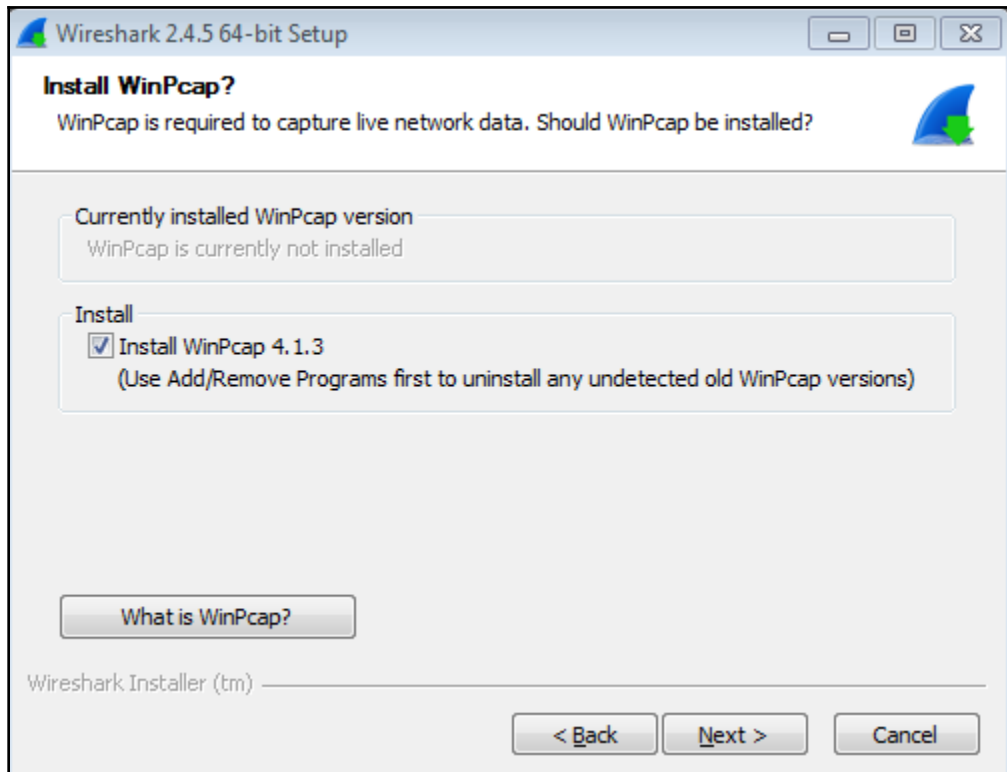 Wireshark 2.4.5 64-bit Setup
Install WinPcap?
WinPcap is required to capture live network data. Should WinPcap be installed?
Currently installed WinPcap version
WinPcap is currently not installed
Install
Install WinPcap 4.1.3
(Use Add/Remove Programs first to uninstall any undetected old WinPcap versions)
What is WinPcap?
Wireshark Installer (tm)
< Back Next > Cancel